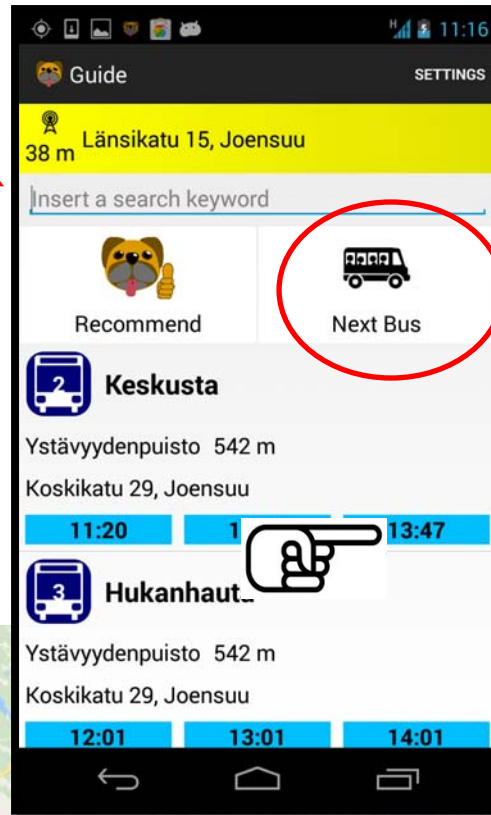 H 11:16
Guide SETTINGS
38 m Länsikatu 15, Joensuu
Insert a search keyword
Recommend Next Bus
2 Keskusta
Ystävyydenpuisto 542 m
Koskikatu 29, Joensuu
11:20 13:47
3 Hukanhauta
Ystävyydenpuisto 542 m
Koskikatu 29, Joensuu
12:01 13:01 14:01